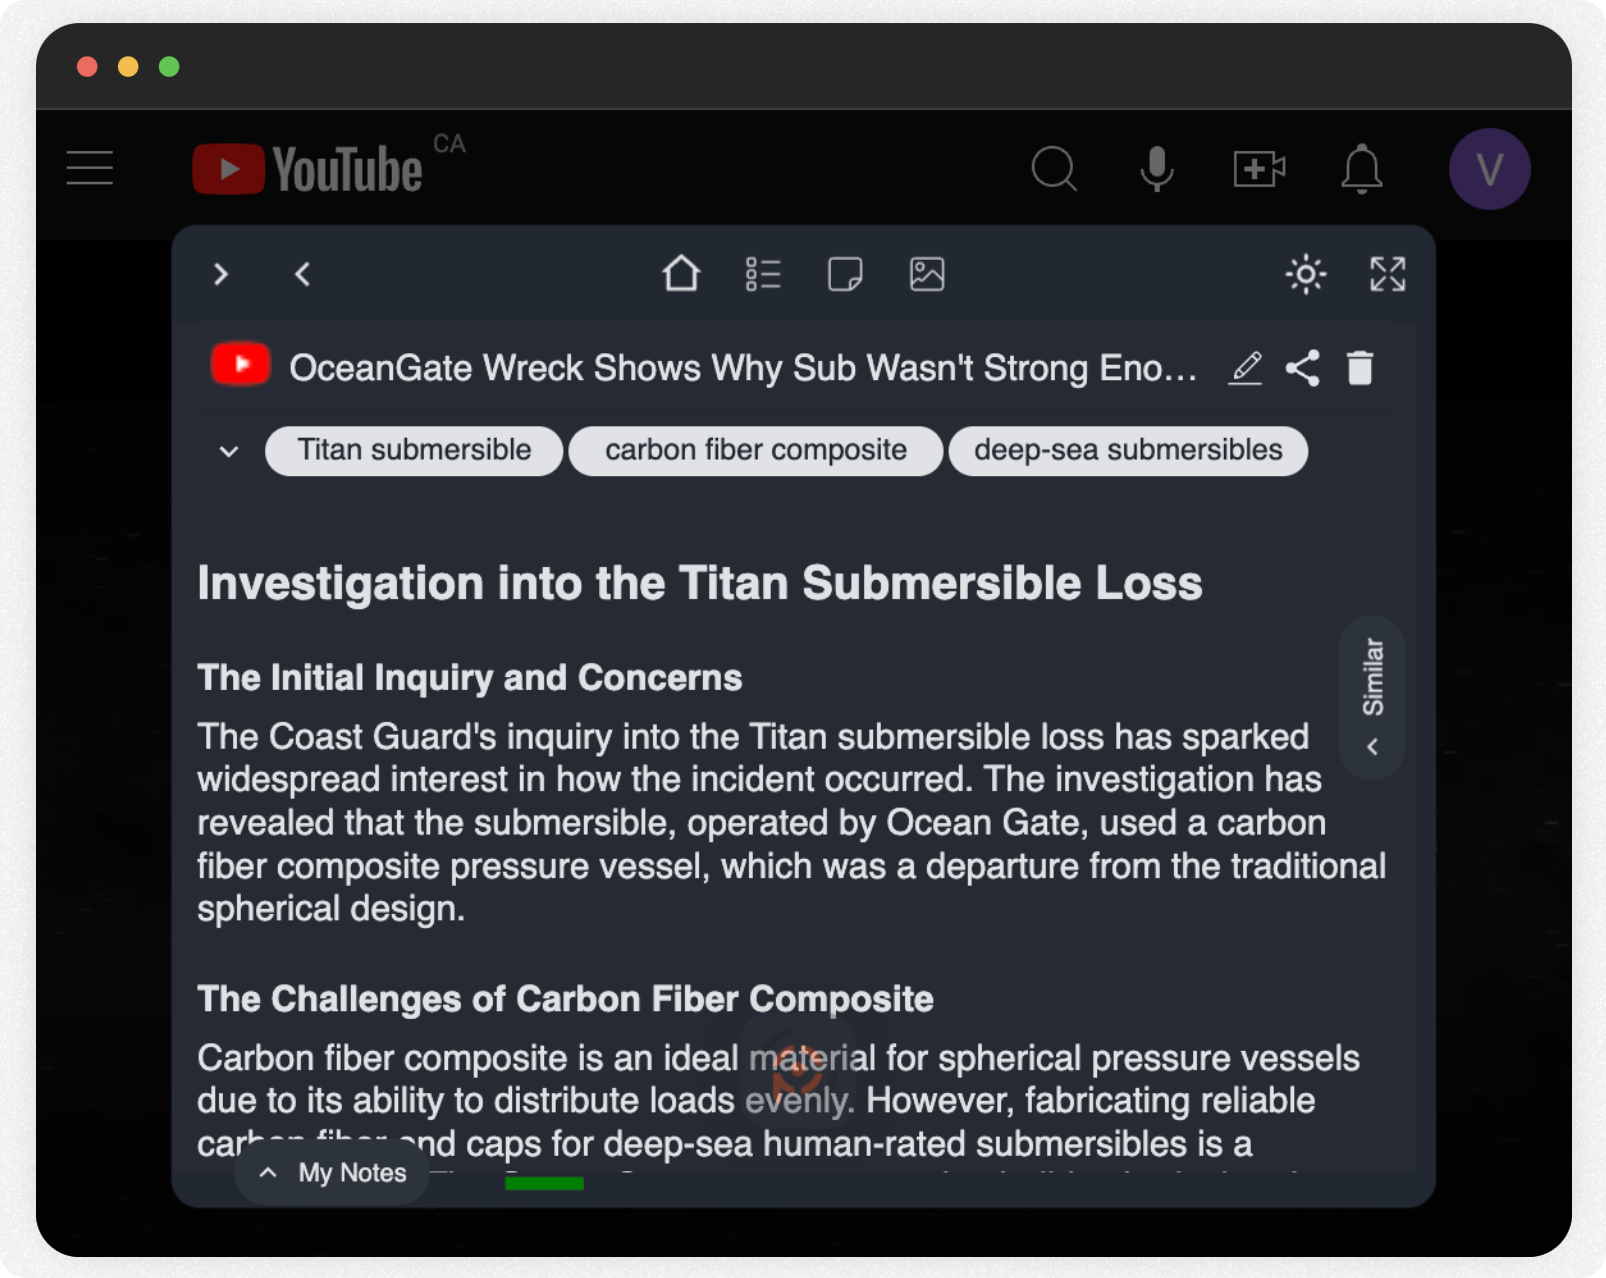 YouTube CA
V
OceanGate Wreck Shows Why Sub Wasn't Strong Eno...
Titan submersible carbon fiber composite deep-sea submersibles
Investigation into the Titan Submersible Loss
Similar
The Initial Inquiry and Concerns
The Coast Guard's inquiry into the Titan submersible loss has sparked
widespread interest in how the incident occurred. The investigation has
revealed that the submersible, operated by Ocean Gate, used a carbon
fiber composite pressure vessel, which was a departure from the traditional
spherical design.
The Challenges of Carbon Fiber Composite
Carbon fiber composite is an ideal material for spherical pressure vessels
due to its ability to distribute loads evenly. However, fabricating reliable
carbon fiber end caps for deep-sea human-rated submersibles is a
My Notes